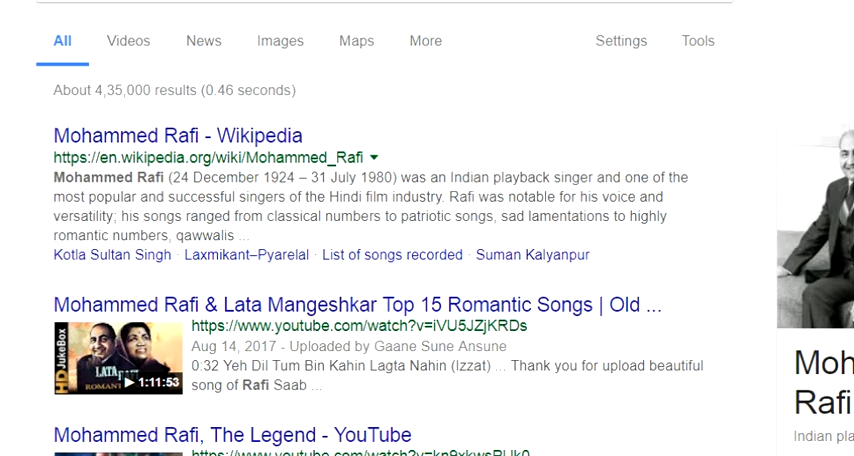 All Videos News Images Maps More Settings Tools
About 4,35,000 results (0.46 seconds)
Mohammed Rafi - Wikipedia
https://en.wikipedia.org/wiki/Mohammed_Rafi
Mohammed Rafi (24 December 1924 – 31 July 1980) was an Indian playback singer and one of the
most popular and successful singers of the Hindi film industry. Rafi was notable for his voice and
versatility; his songs ranged from classical numbers to patriotic songs, sad lamentations to highly
romantic numbers, qawwalis ...
Kotla Sultan Singh · Laxmikant–Pyarelal · List of songs recorded · Suman Kalyanpur
Mohammed Rafi & Lata Mangeshkar Top 15 Romantic Songs | Old ...
https://www.youtube.com/watch?v=iVU5JZjKRDs
Aug 14, 2017 - Uploaded by Gaane Sune Ansune
0:32 Yeh Dil Tum Bin Kahin Lagta Nahin (Izzat) ... Thank you for upload beautiful
song of Rafi Saab ...
HD JukeBox
LATA
ROMANT
1:11:53
Mohammed Rafi, The Legend - YouTube
Moh
Rafi
Indian pla